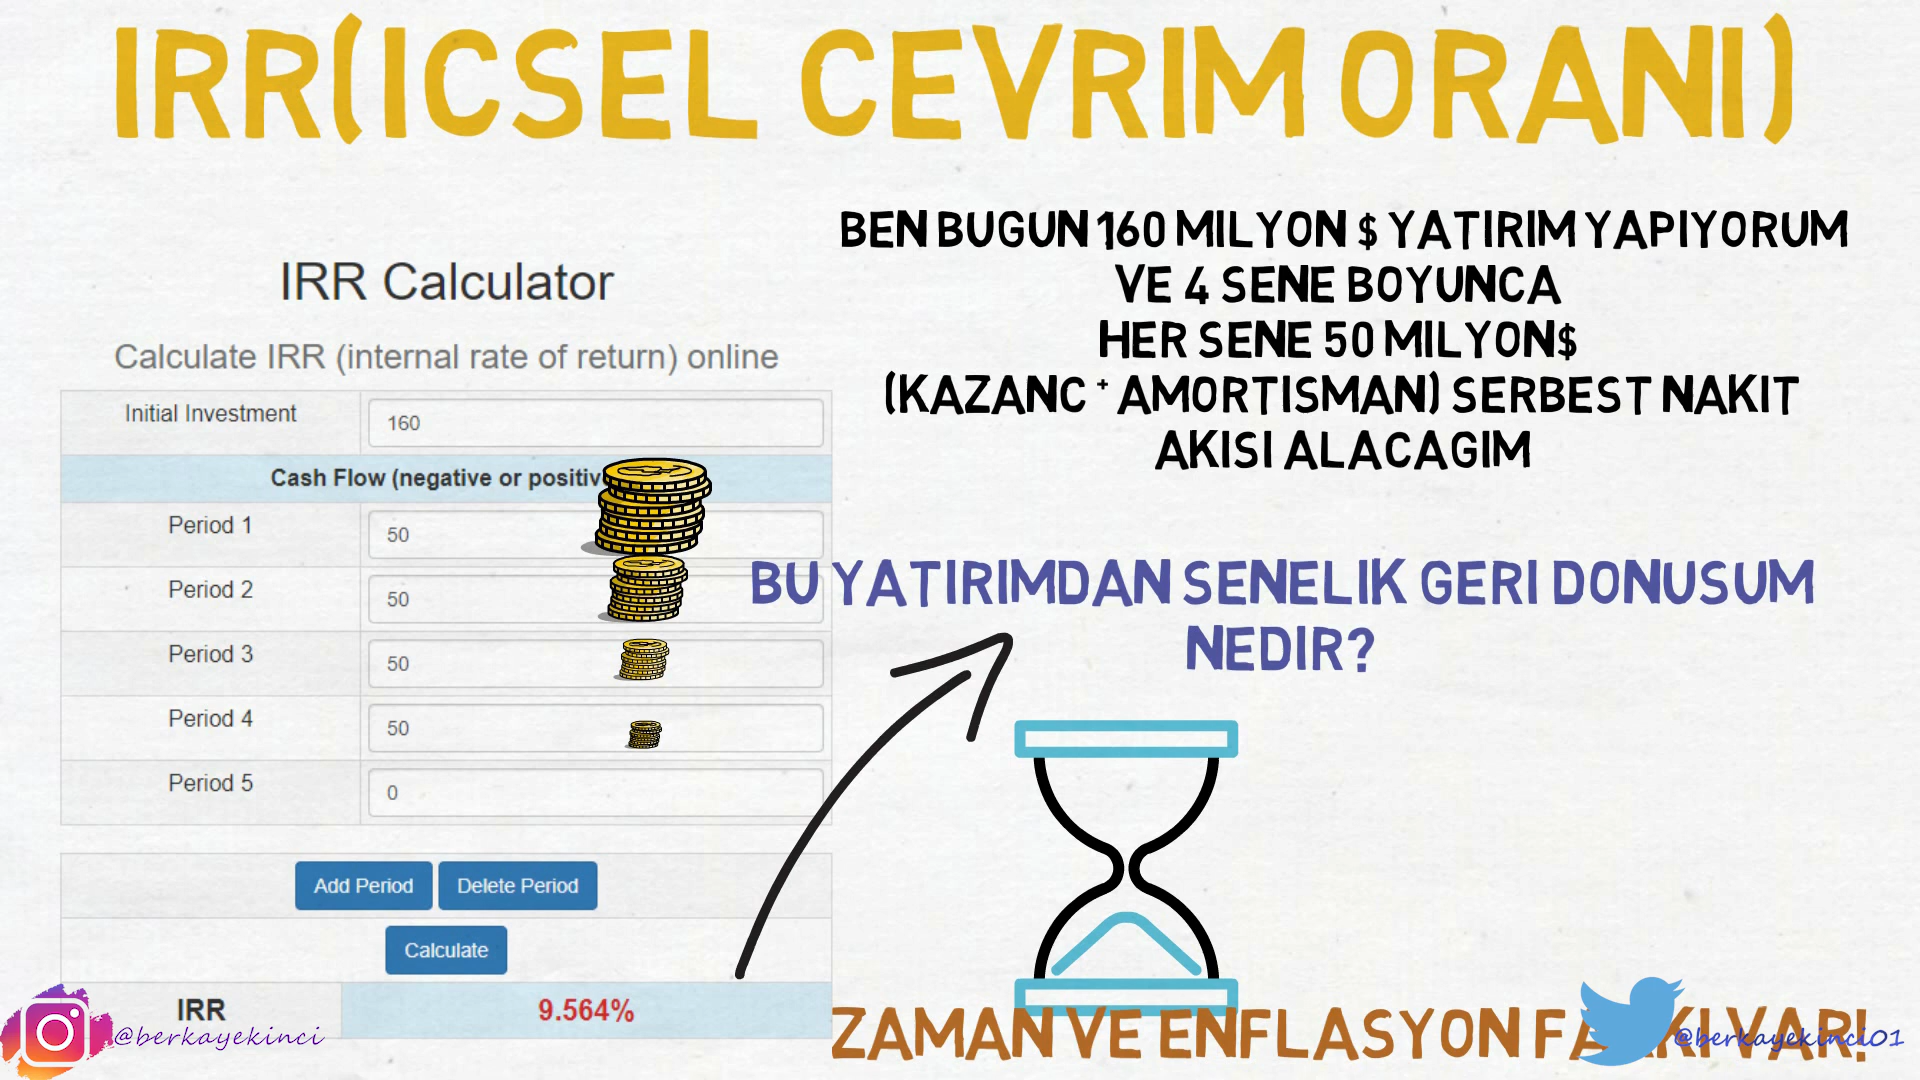 IRR(ICSEL CEVRIM ORANI)
BEN BUGUN 160 MILYON $ YATIRIM YAPIYORUM
VE 4 SENE BOYUNCA
HER SENE 50 MILYON$
(KAZANC + AMORTISMAN) SERBEST NAKIT
AKISI ALACAGIM
IRR Calculator
Calculate IRR (internal rate of return) online
Initial Investment 160
Cash Flow (negative or positiv
Period 1 50
Period 2 50
Period 3 50
Period 4 50
Period 5 0
Add Period Delete Period
Calculate
IRR 9.564%
BU YATIRIMDAN SENELIK GERI DONUSUM
NEDIR?
ZAMAN VE ENFLASYON VAR!
@berkayekinci
@berkayekinci01